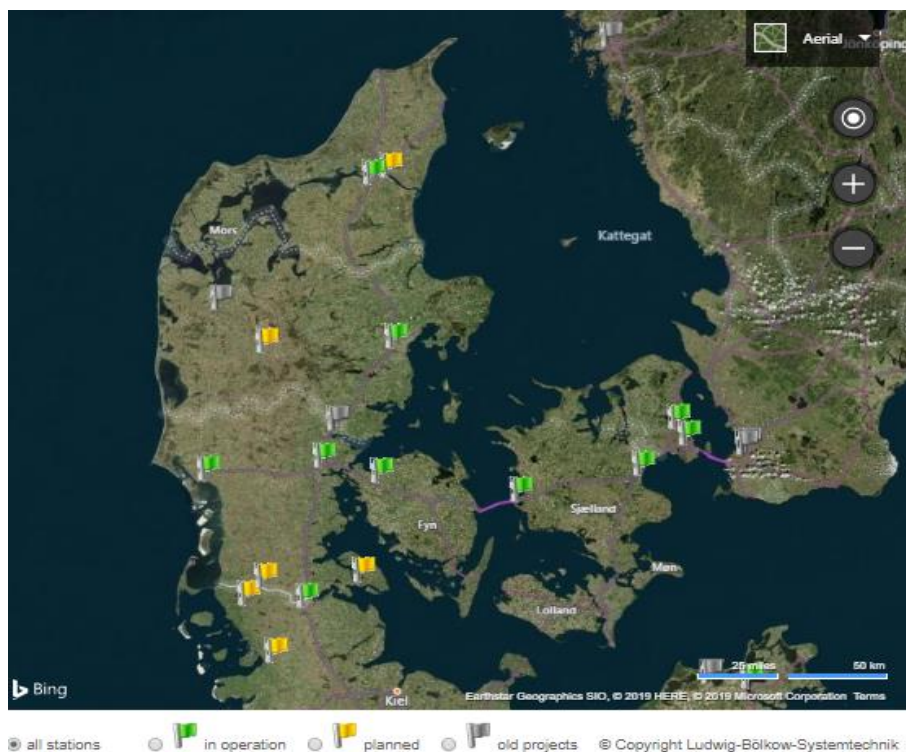 Aerial
Jönköping
Mors
Kattegat
Fyn
Sjælland
Møn
Lolland
25 miles 50 km
Bing
Kiel
Earthstar Geographics SIO, © 2019 HERE, © 2019 Microsoft Corporation Terms
all stations in operation planned old projects © Copyright Ludwig-Bölkow-Systemtechnik